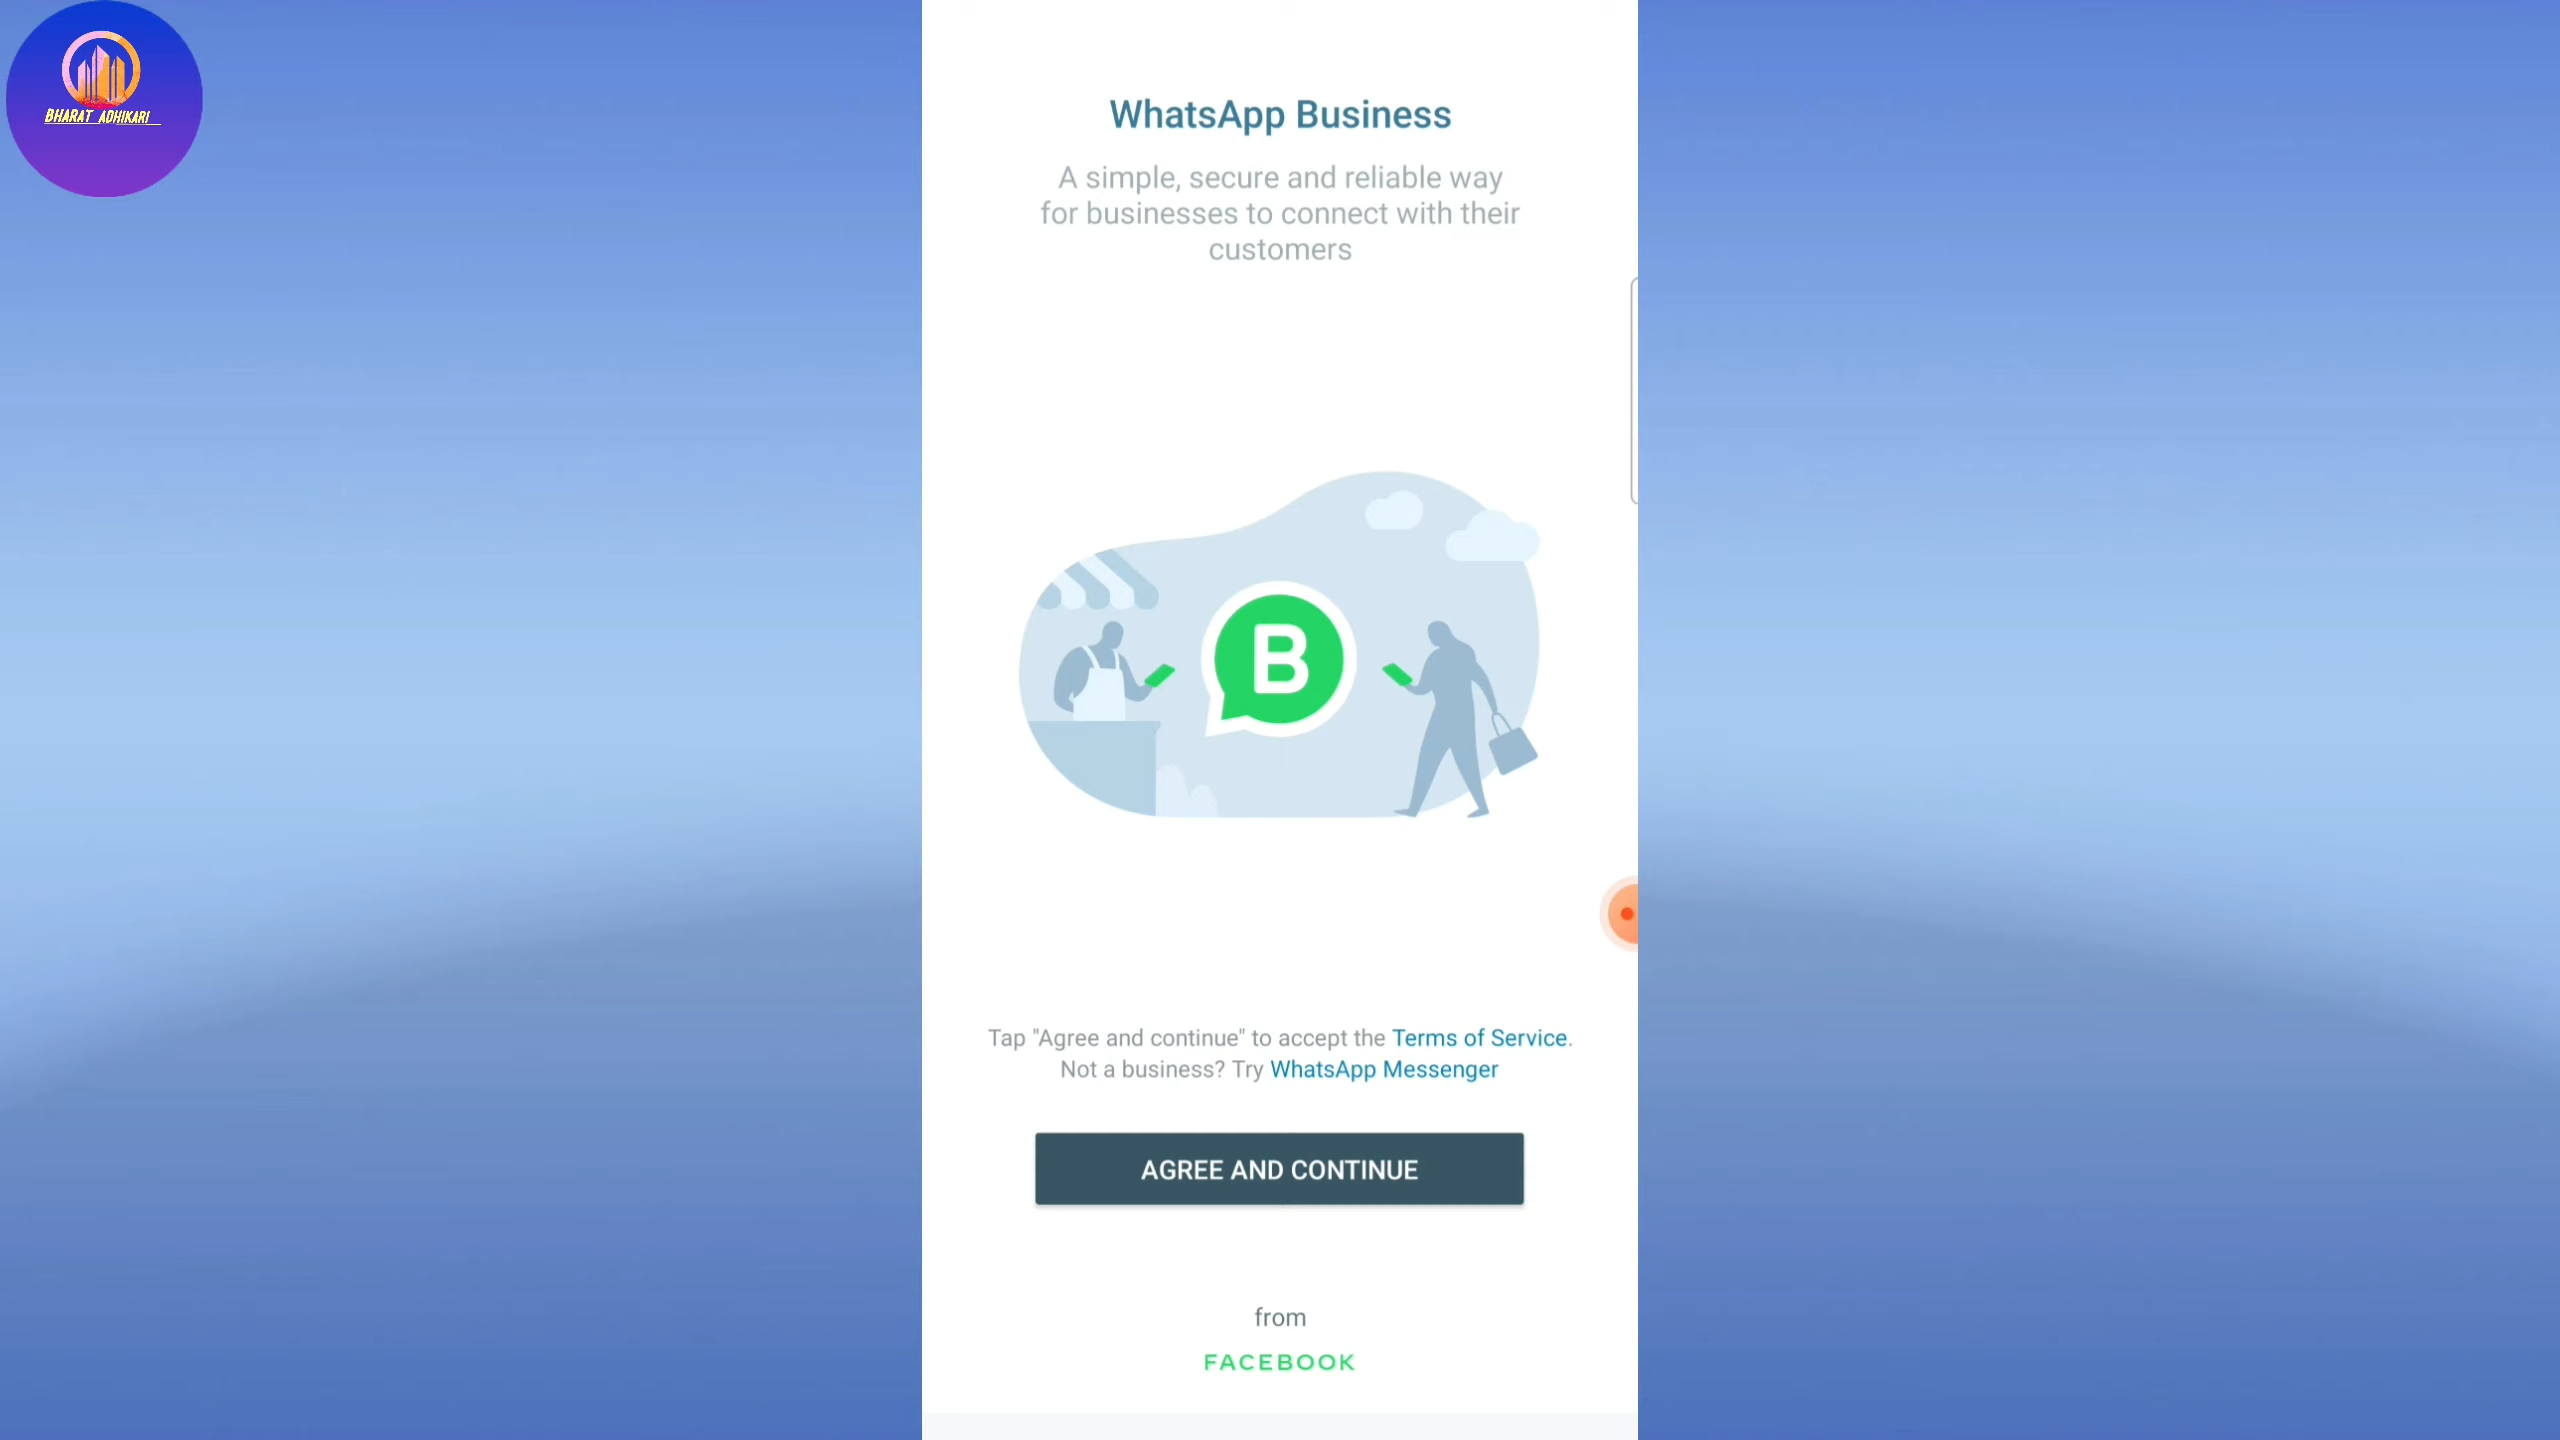 BHARAT ADHIKARI
WhatsApp Business
A simple, secure and reliable way
for businesses to connect with their
customers
B
Tap "Agree and continue" to accept the Terms of Service.
Not a business? Try WhatsApp Messenger
AGREE AND CONTINUE
from
FACEBOOK